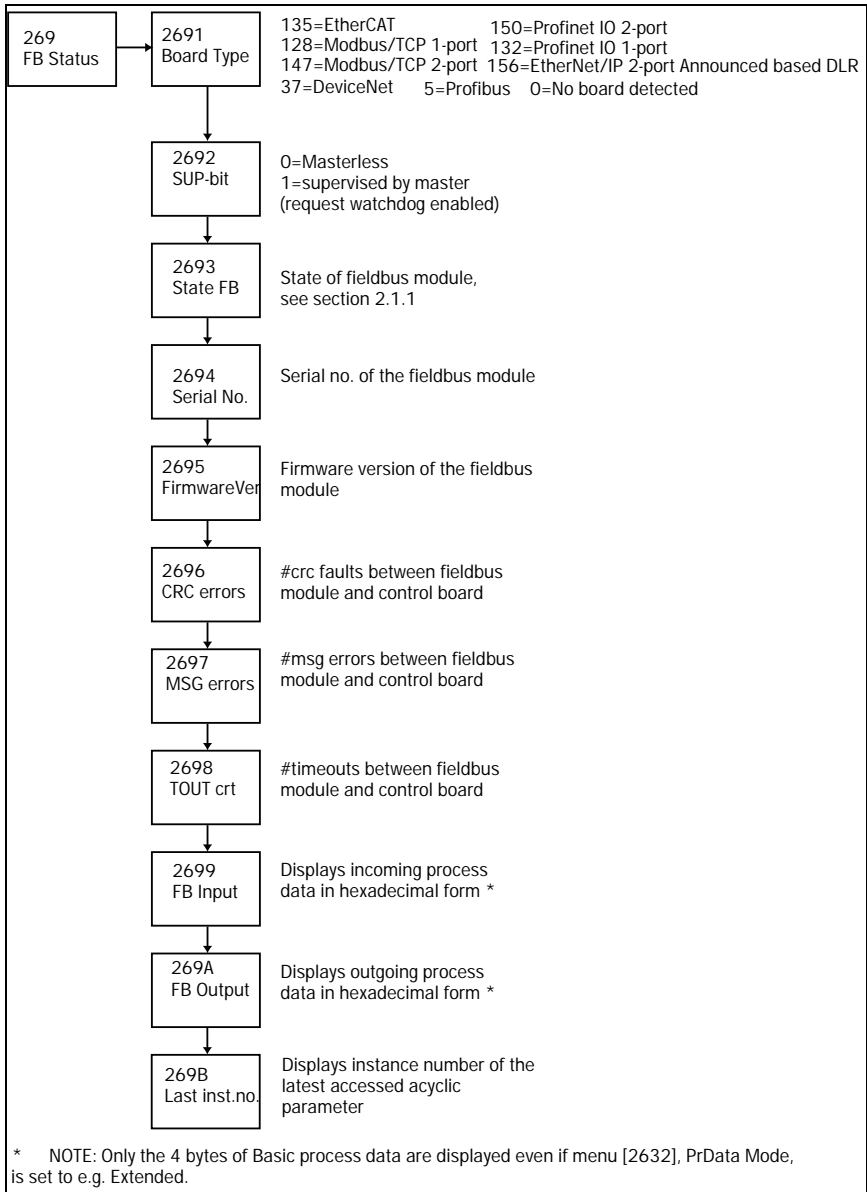 269
FB Status
2691
Board Type
135=EtherCAT 150=Profinet IO 2-port
128=Modbus/TCP 1-port 132=Profinet IO 1-port
147=Modbus/TCP 2-port 156=EtherNet/IP 2-port Announced based DLR
37=DeviceNet 5=Profibus 0=No board detected
2692
SUP-bit
0=Masterless
1=supervised by master
(request watchdog enabled)
2693
State FB
State of fieldbus module,
see section 2.1.1
2694
Serial No.
Serial no. of the fieldbus module
2695
FirmwareVer
Firmware version of the fieldbus
module
2696
CRC errors
#crc faults between fieldbus
module and control board
2697
MSG errors
#msg errors between fieldbus
module and control board
2698
TOUT crt
#timeouts between fieldbus
module and control board
2699
FB Input
Displays incoming process
data in hexadecimal form *
269A
FB Output
Displays outgoing process
data in hexadecimal form *
269B
Last inst.no.
Displays instance number of the
latest accessed acyclic
parameter
* NOTE: Only the 4 bytes of Basic process data are displayed even if menu [2632], PrData Mode,
is set to e.g. Extended.